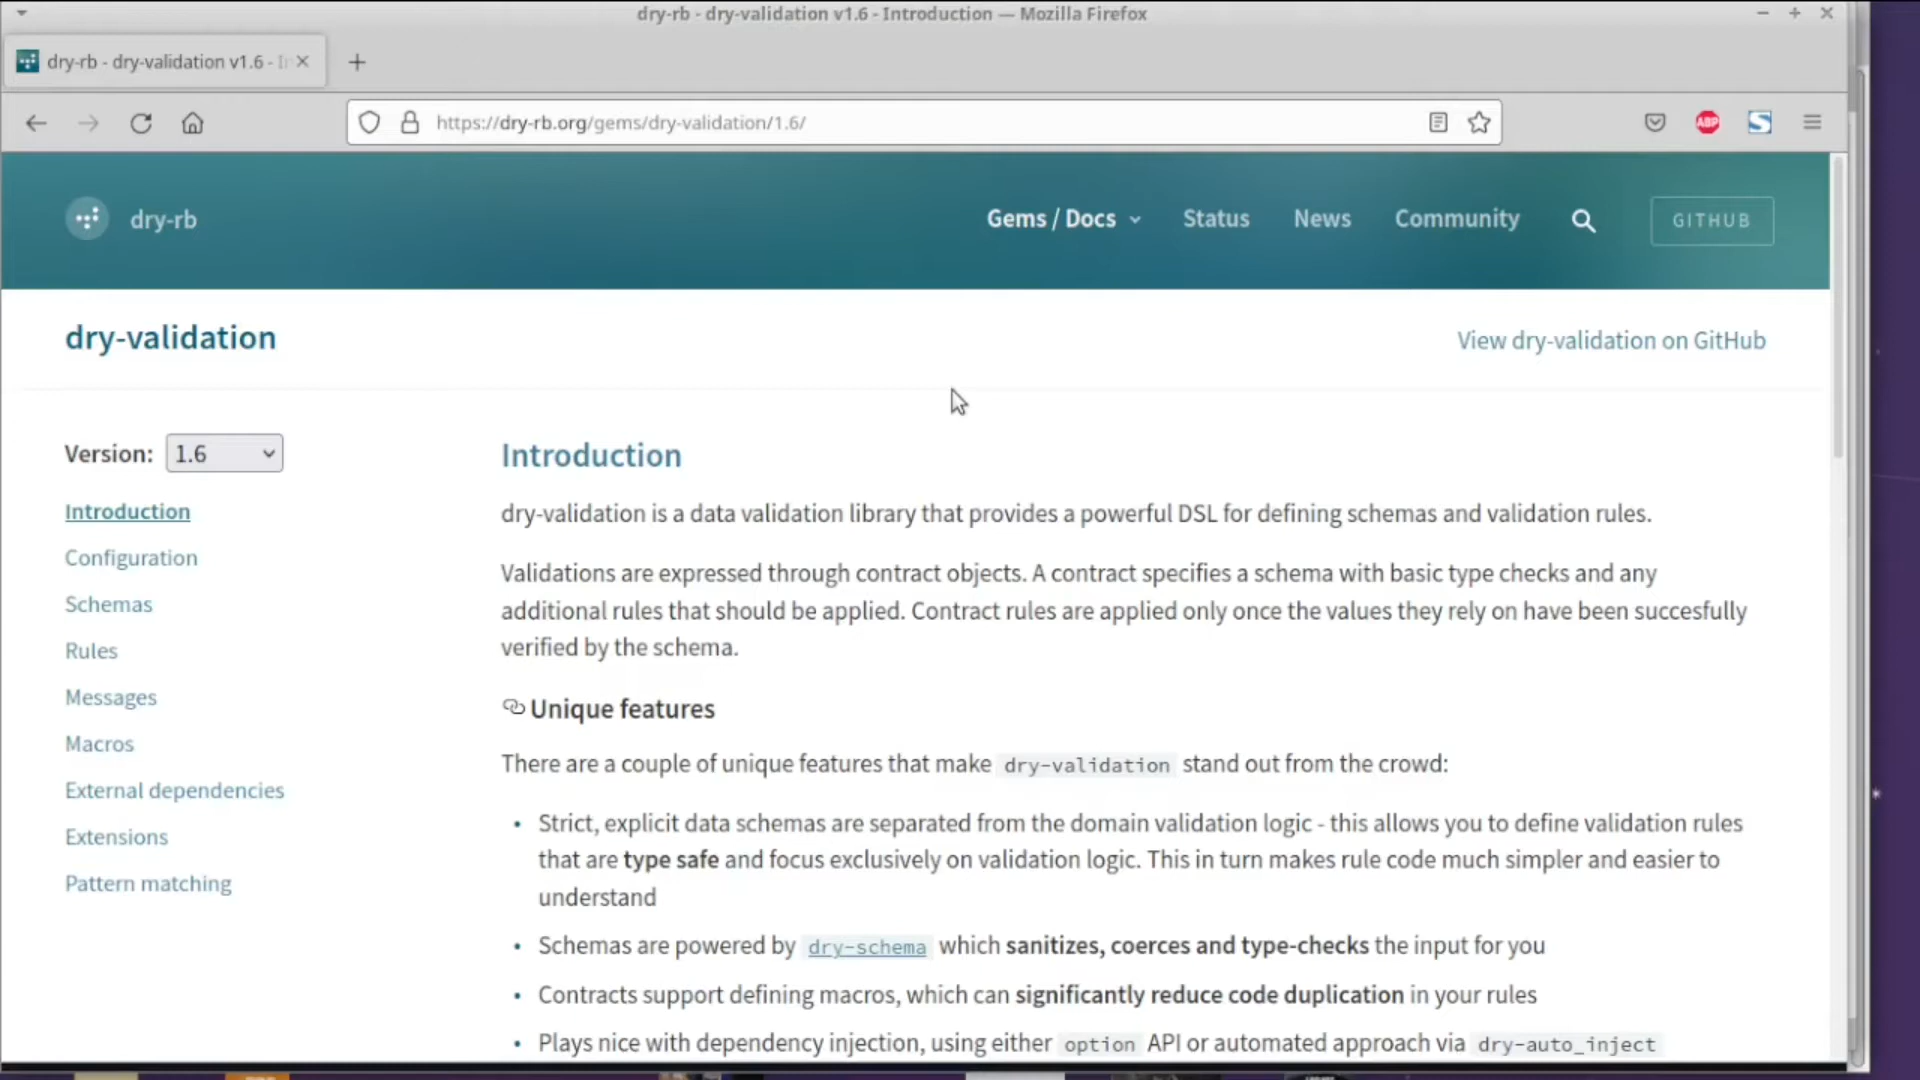 dry-rb - dry-validation v1.6 - Introduction — Mozilla Firefox
dry-rb - dry-validation v1.6 - In
https://dry-rb.org/gems/dry-validation/1.6/
ABP
S
dry-rb
Gems / Docs
Status
News
Community
GITHUB
dry-validation
View dry-validation on GitHub
Version: 1.6
Introduction
Configuration
Schemas
Rules
Messages
Macros
External dependencies
Extensions
Pattern matching
Introduction
dry-validation is a data validation library that provides a powerful DSL for defining schemas and validation rules.
Validations are expressed through contract objects. A contract specifies a schema with basic type checks and any
additional rules that should be applied. Contract rules are applied only once the values they rely on have been succesfully
verified by the schema.
Unique features
There are a couple of unique features that make dry-validation stand out from the crowd:
• Strict, explicit data schemas are separated from the domain validation logic - this allows you to define validation rules
that are type safe and focus exclusively on validation logic. This in turn makes rule code much simpler and easier to
understand
• Schemas are powered by dry-schema which sanitizes, coerces and type-checks the input for you
• Contracts support defining macros, which can significantly reduce code duplication in your rules
• Plays nice with dependency injection, using either option API or automated approach via dry-auto_inject